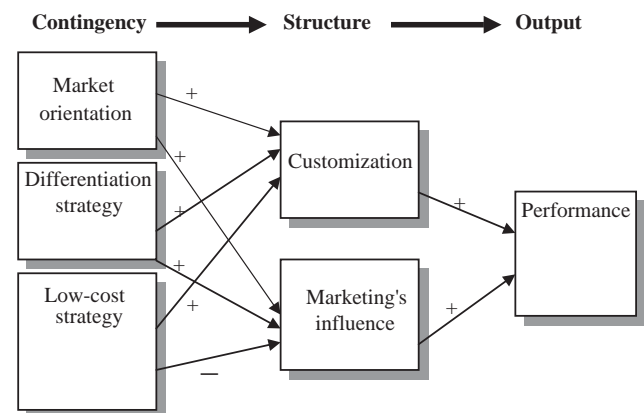 Contingency
Structure
Output
Market
orientation
Differentiation
strategy
Low-cost
strategy
Customization
Marketing's
influence
Performance
+
+
+
+
+
–
+
+